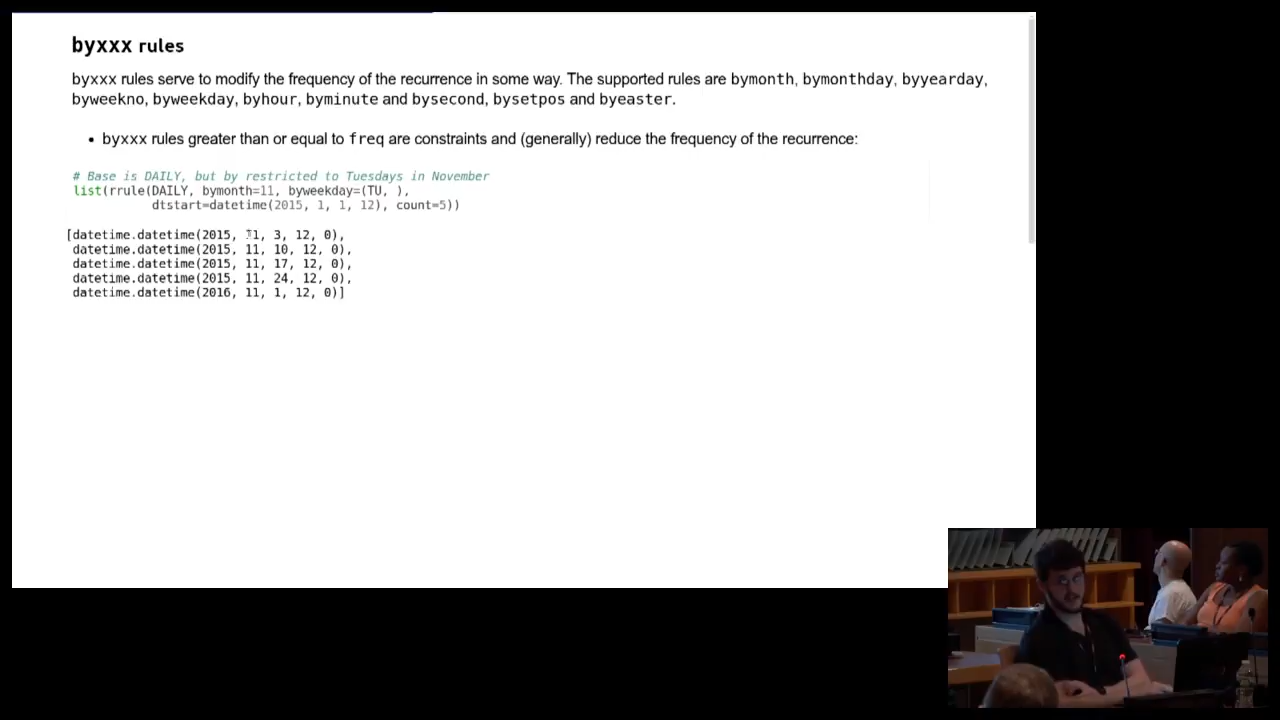 byxxx rules
byxxx rules serve to modify the frequency of the recurrence in some way. The supported rules are bymonth, bymonthday, byyearday,
byweekno, byweekday, byhour, byminute and bysecond, bysetpos and byeaster.
• byxxx rules greater than or equal to freq are constraints and (generally) reduce the frequency of the recurrence:
# Base is DAILY, but by restricted to Tuesdays in November
list(rrule(DAILY, bymonth=11, byweekday=(TU, ),
dtstart=datetime(2015, 1, 1, 12), count=5))
[datetime.datetime(2015, 11, 3, 12, 0),
datetime.datetime(2015, 11, 10, 12, 0),
datetime.datetime(2015, 11, 17, 12, 0),
datetime.datetime(2015, 11, 24, 12, 0),
datetime.datetime(2016, 11, 1, 12, 0)]